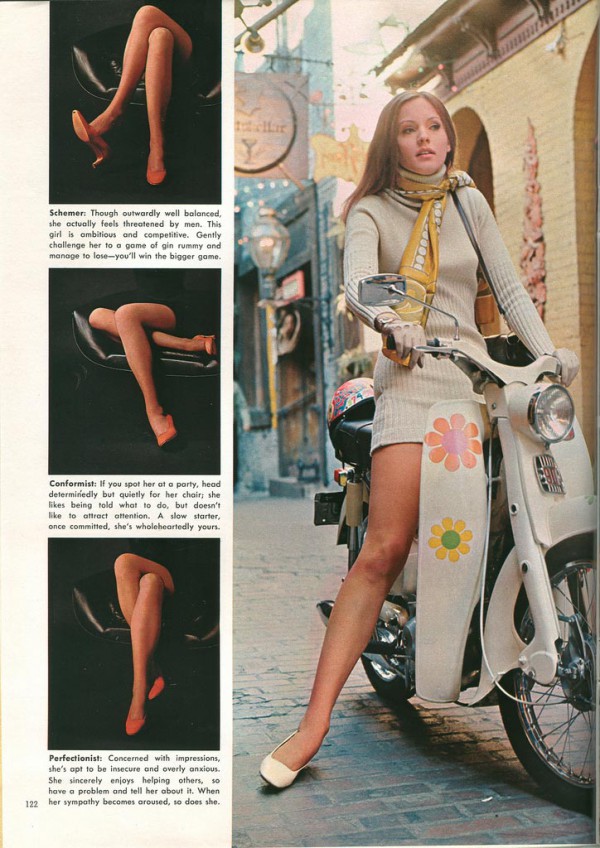 Schemer: Though outwardly well balanced,
she actually feels threatened by men. This
girl is ambitious and competitive. Gently
challenge her to a game of gin rummy and
manage to lose—you'll win the bigger game.
Conformist: If you spot her at a party, head
determinedly but quietly for her chair; she
likes being told what to do, but doesn't
like to attract attention. A slow starter,
once committed, she's wholeheartedly yours.
Perfectionist: Concerned with impressions,
she's apt to be insecure and overly anxious.
She sincerely enjoys helping others, so
have a problem and tell her about it. When
her sympathy becomes aroused, so does she.
122